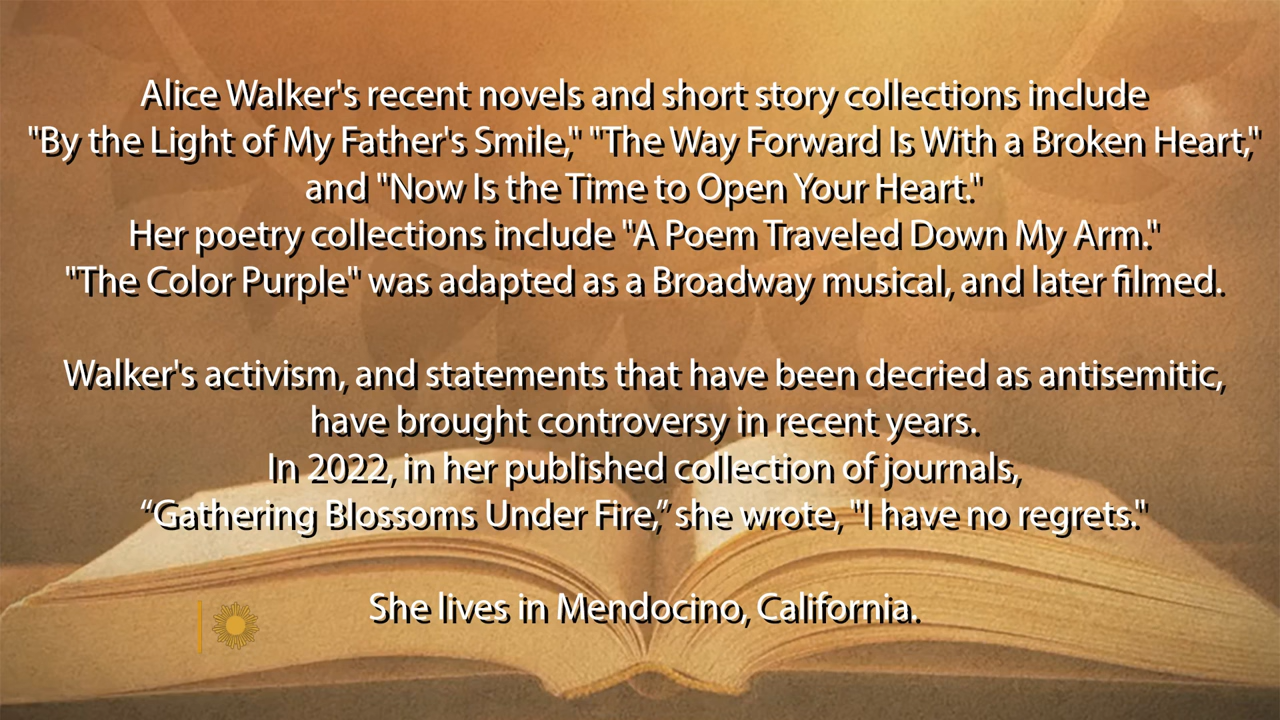 Alice Walker's recent novels and short story collections include
"By the Light of My Father's Smile," "The Way Forward Is With a Broken Heart,"
and "Now Is the Time to Open Your Heart."
Her poetry collections include "A Poem Traveled Down My Arm."
"The Color Purple" was adapted as a Broadway musical, and later filmed.
Walker's activism, and statements that have been decried as antisemitic,
have brought controversy in recent years.
In 2022, in her published collection of journals,
“Gathering Blossoms Under Fire,” she wrote, "I have no regrets."
She lives in Mendocino, California.